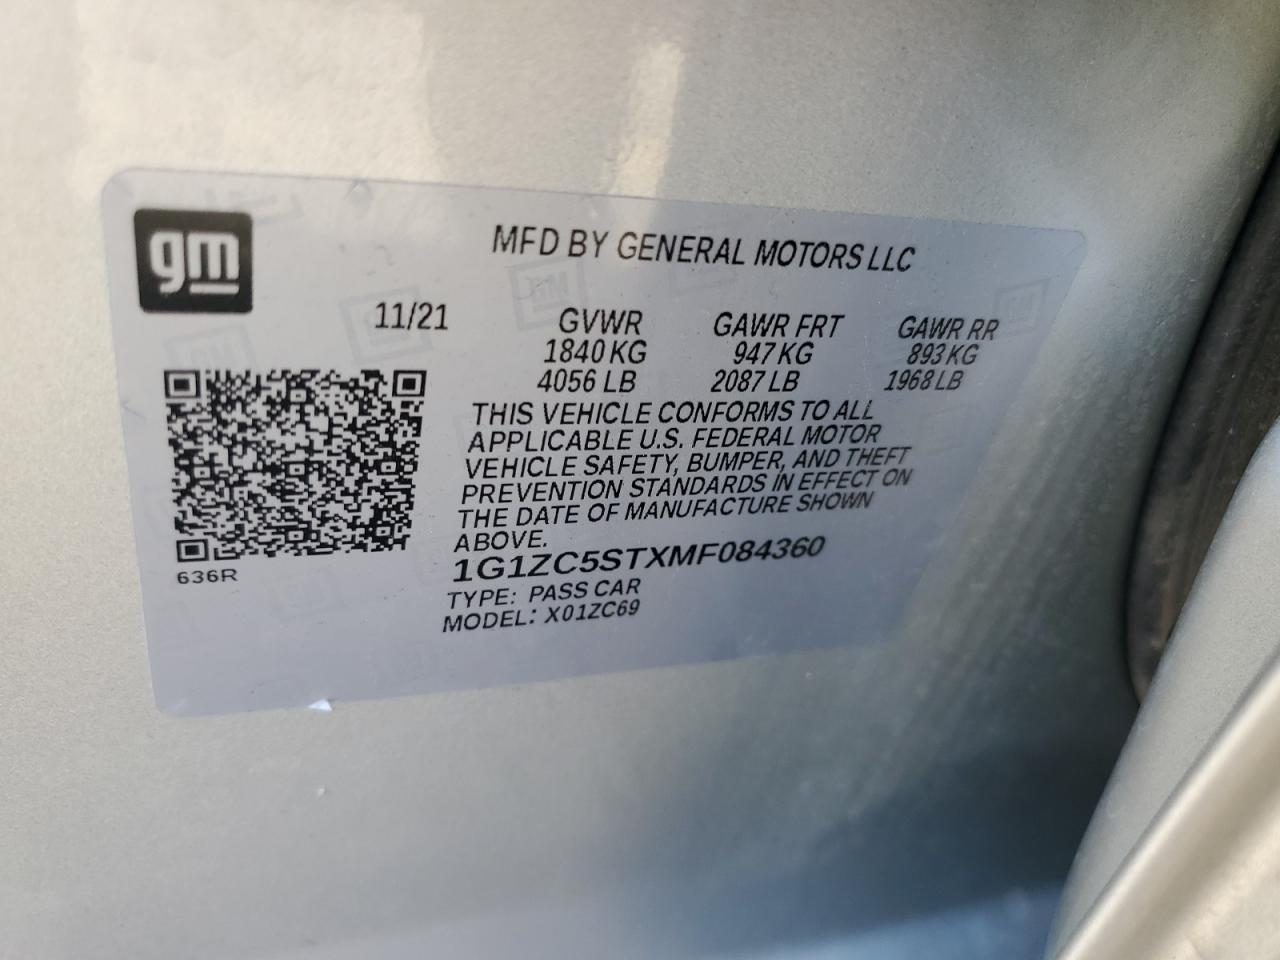 gm
MFD BY GENERAL MOTORS LLC
11/21 GVWR GAWR FRT GAWR RR
1840 KG 947 KG 893 KG
4056 LB 2087 LB 1968 LB
THIS VEHICLE CONFORMS TO ALL
APPLICABLE U.S. FEDERAL MOTOR
VEHICLE SAFETY, BUMPER, AND THEFT
PREVENTION STANDARDS IN EFFECT ON
THE DATE OF MANUFACTURE SHOWN
ABOVE.
1G1ZC5STXMF084360
636R
TYPE: PASS CAR
MODEL: X01ZC69